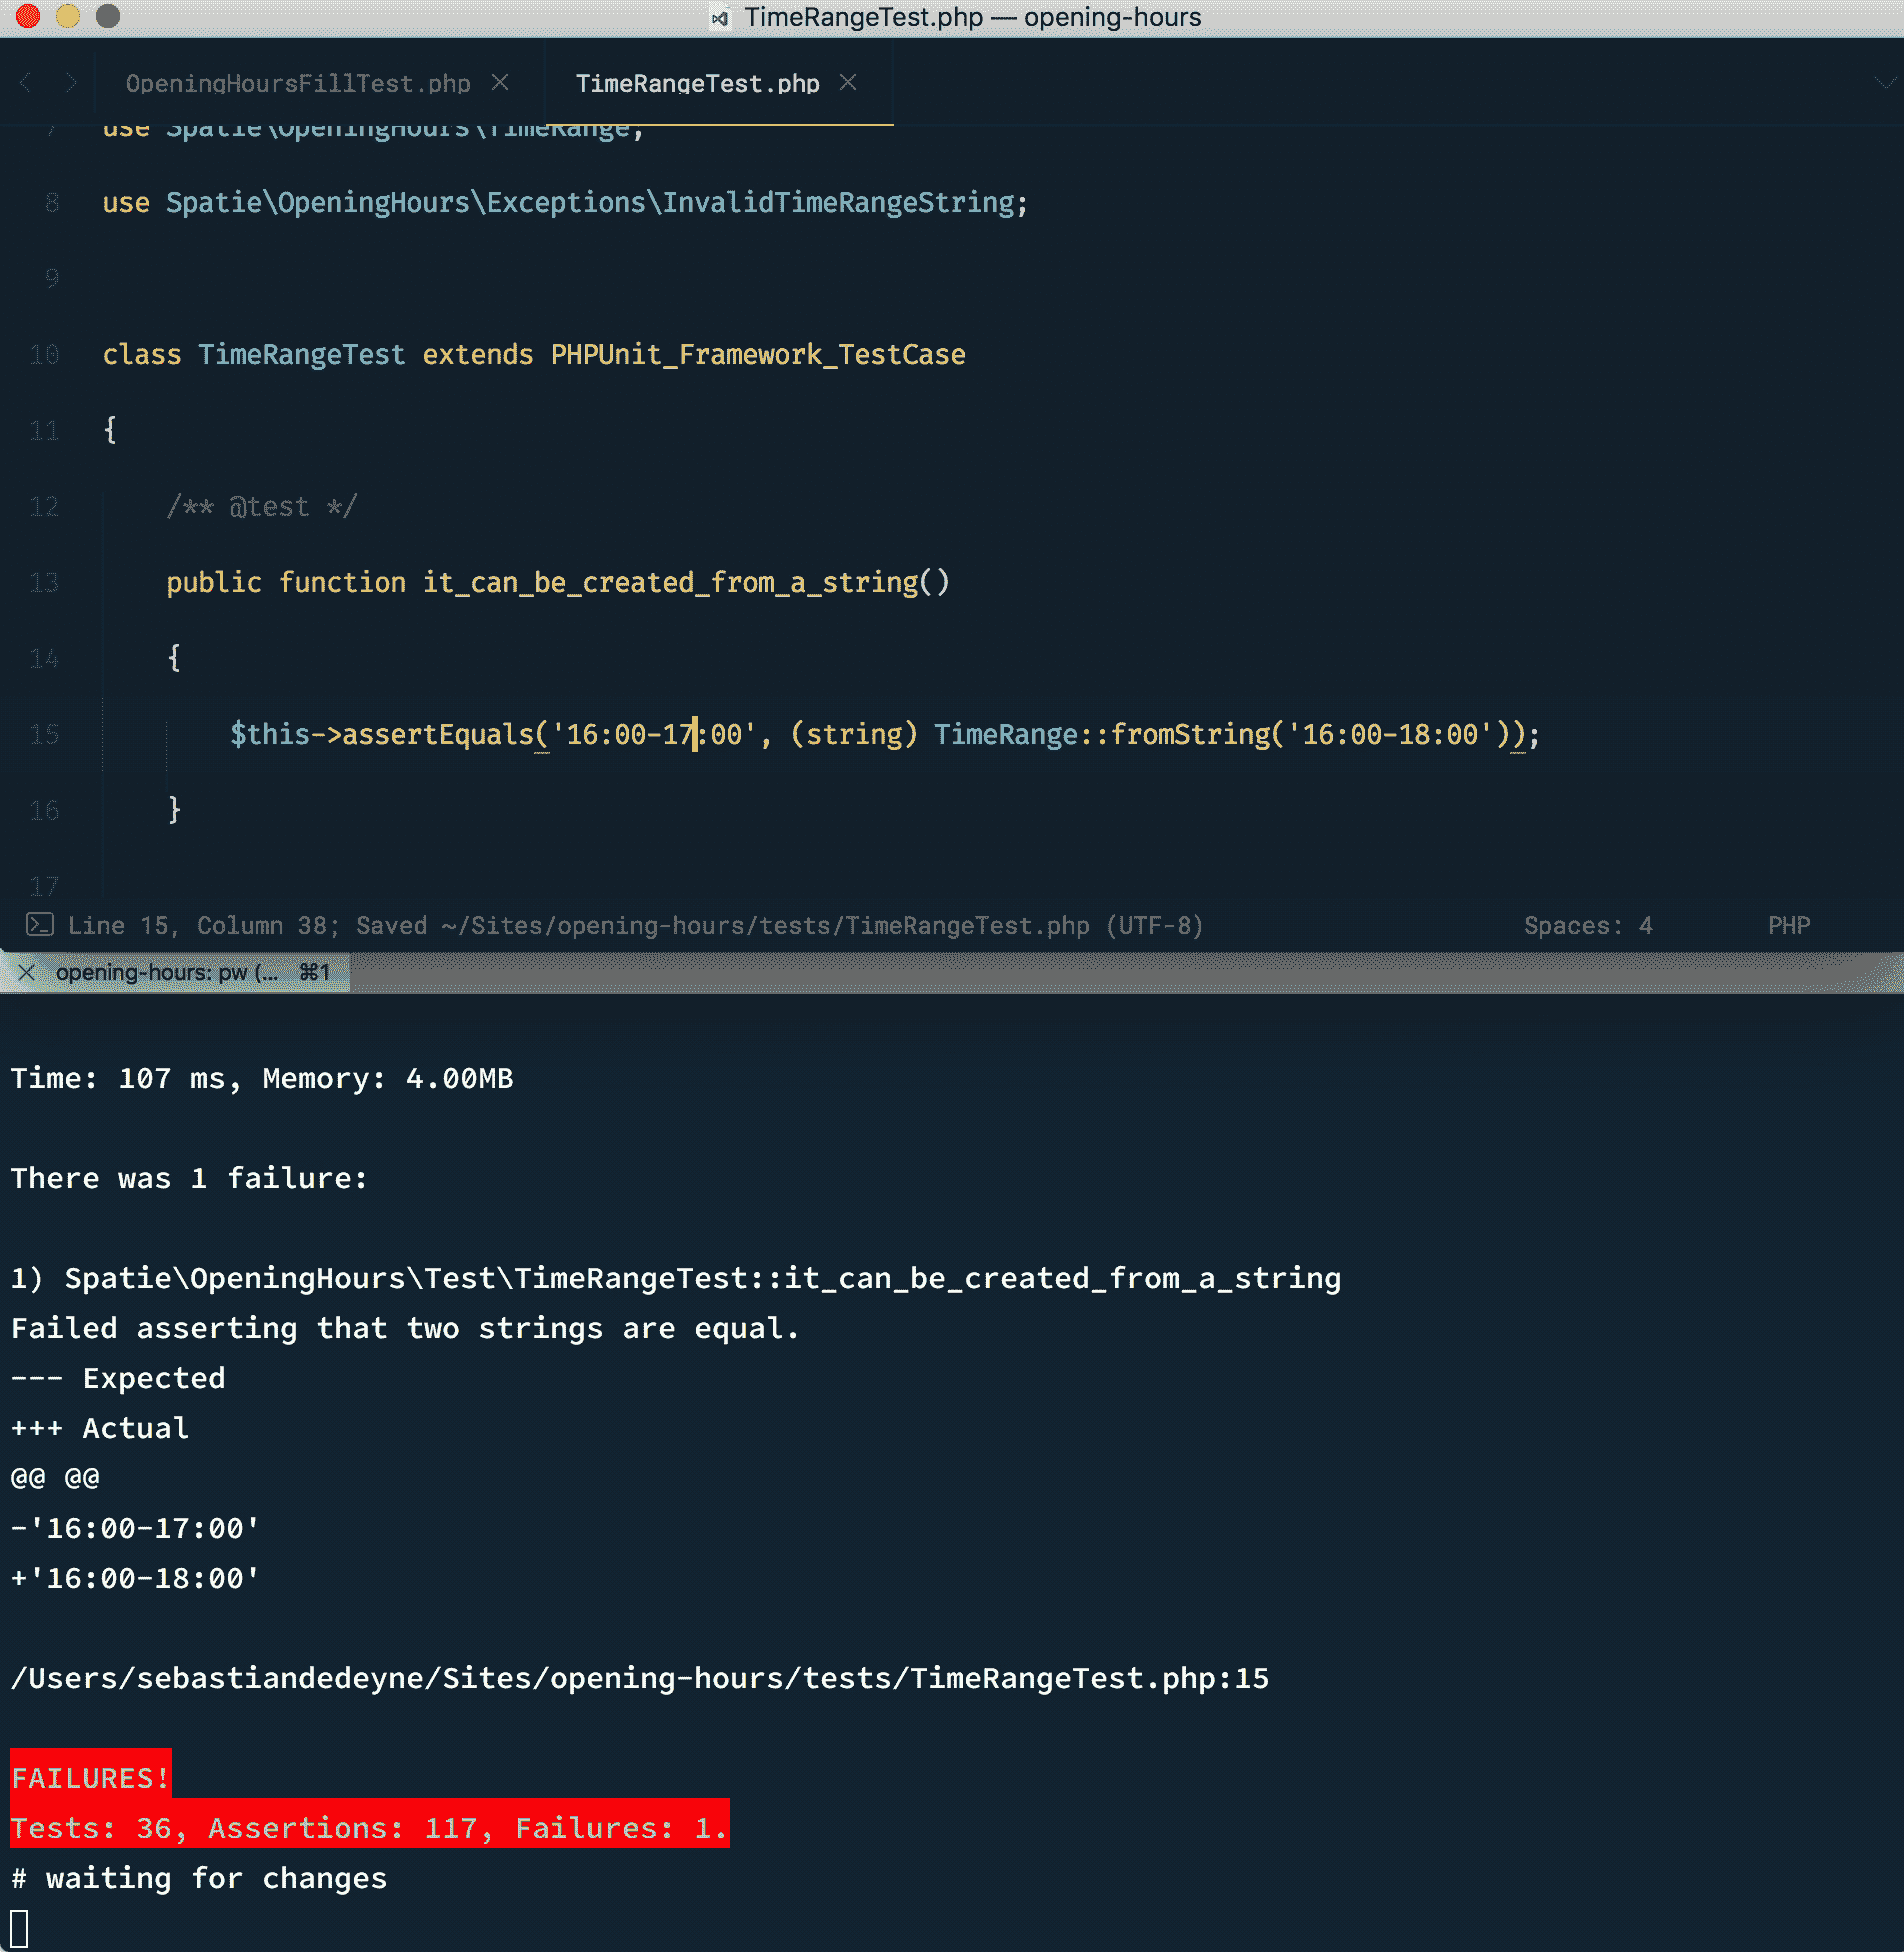 TimeRangeTest.php — opening-hours
OpeningHoursFillTest.php TimeRangeTest.php
7 use Spatie\OpeningHours\TimeRange;
8 use Spatie\OpeningHours\Exceptions\InvalidTimeRangeString;
9
10 class TimeRangeTest extends PHPUnit_Framework_TestCase
11 {
12 /** @test */
13 public function it_can_be_created_from_a_string()
14 {
15 $this->assertEquals('16:00-17:00', (string) TimeRange::fromString('16:00-18:00'));
16 }
17
Line 15, Column 38; Saved ~/Sites/opening-hours/tests/TimeRangeTest.php (UTF-8) Spaces: 4 PHP
opening-hours: pw (... ⌘1
Time: 107 ms, Memory: 4.00MB
There was 1 failure:
1) Spatie\OpeningHours\Test\TimeRangeTest::it_can_be_created_from_a_string
Failed asserting that two strings are equal.
--- Expected
+++ Actual
@@ @@
-'16:00-17:00'
+'16:00-18:00'
/Users/sebastiandedeyne/Sites/opening-hours/tests/TimeRangeTest.php:15
FAILURES!
Tests: 36, Assertions: 117, Failures: 1.
# waiting for changes